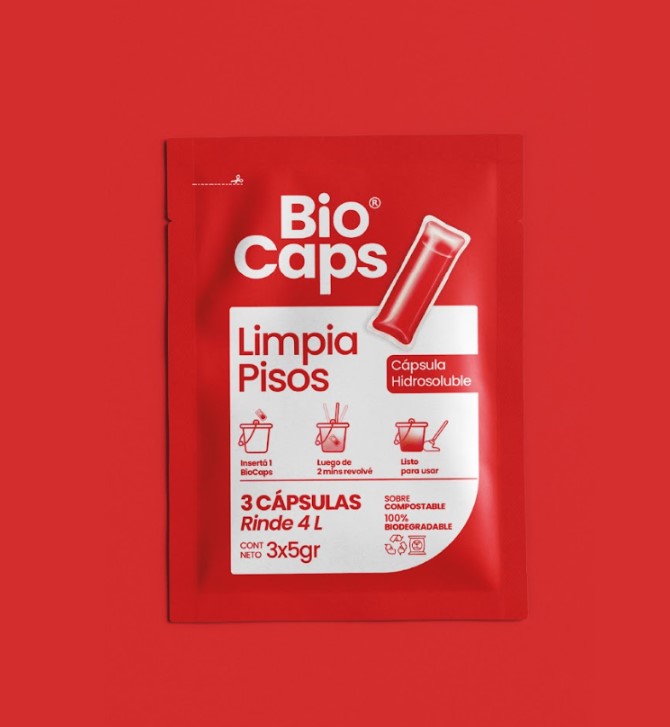 Bio®
Caps
Limpia
Pisos
Cápsula
Hidrosoluble
Insertá 1
BioCaps
Luego de
2 mins revolvé
Listo
para usar
3 CÁPSULAS
Rinde 4 L
CONT
NETO 3x5gr
SOBRE
COMPOSTABLE
100%
BIODEGRADABLE